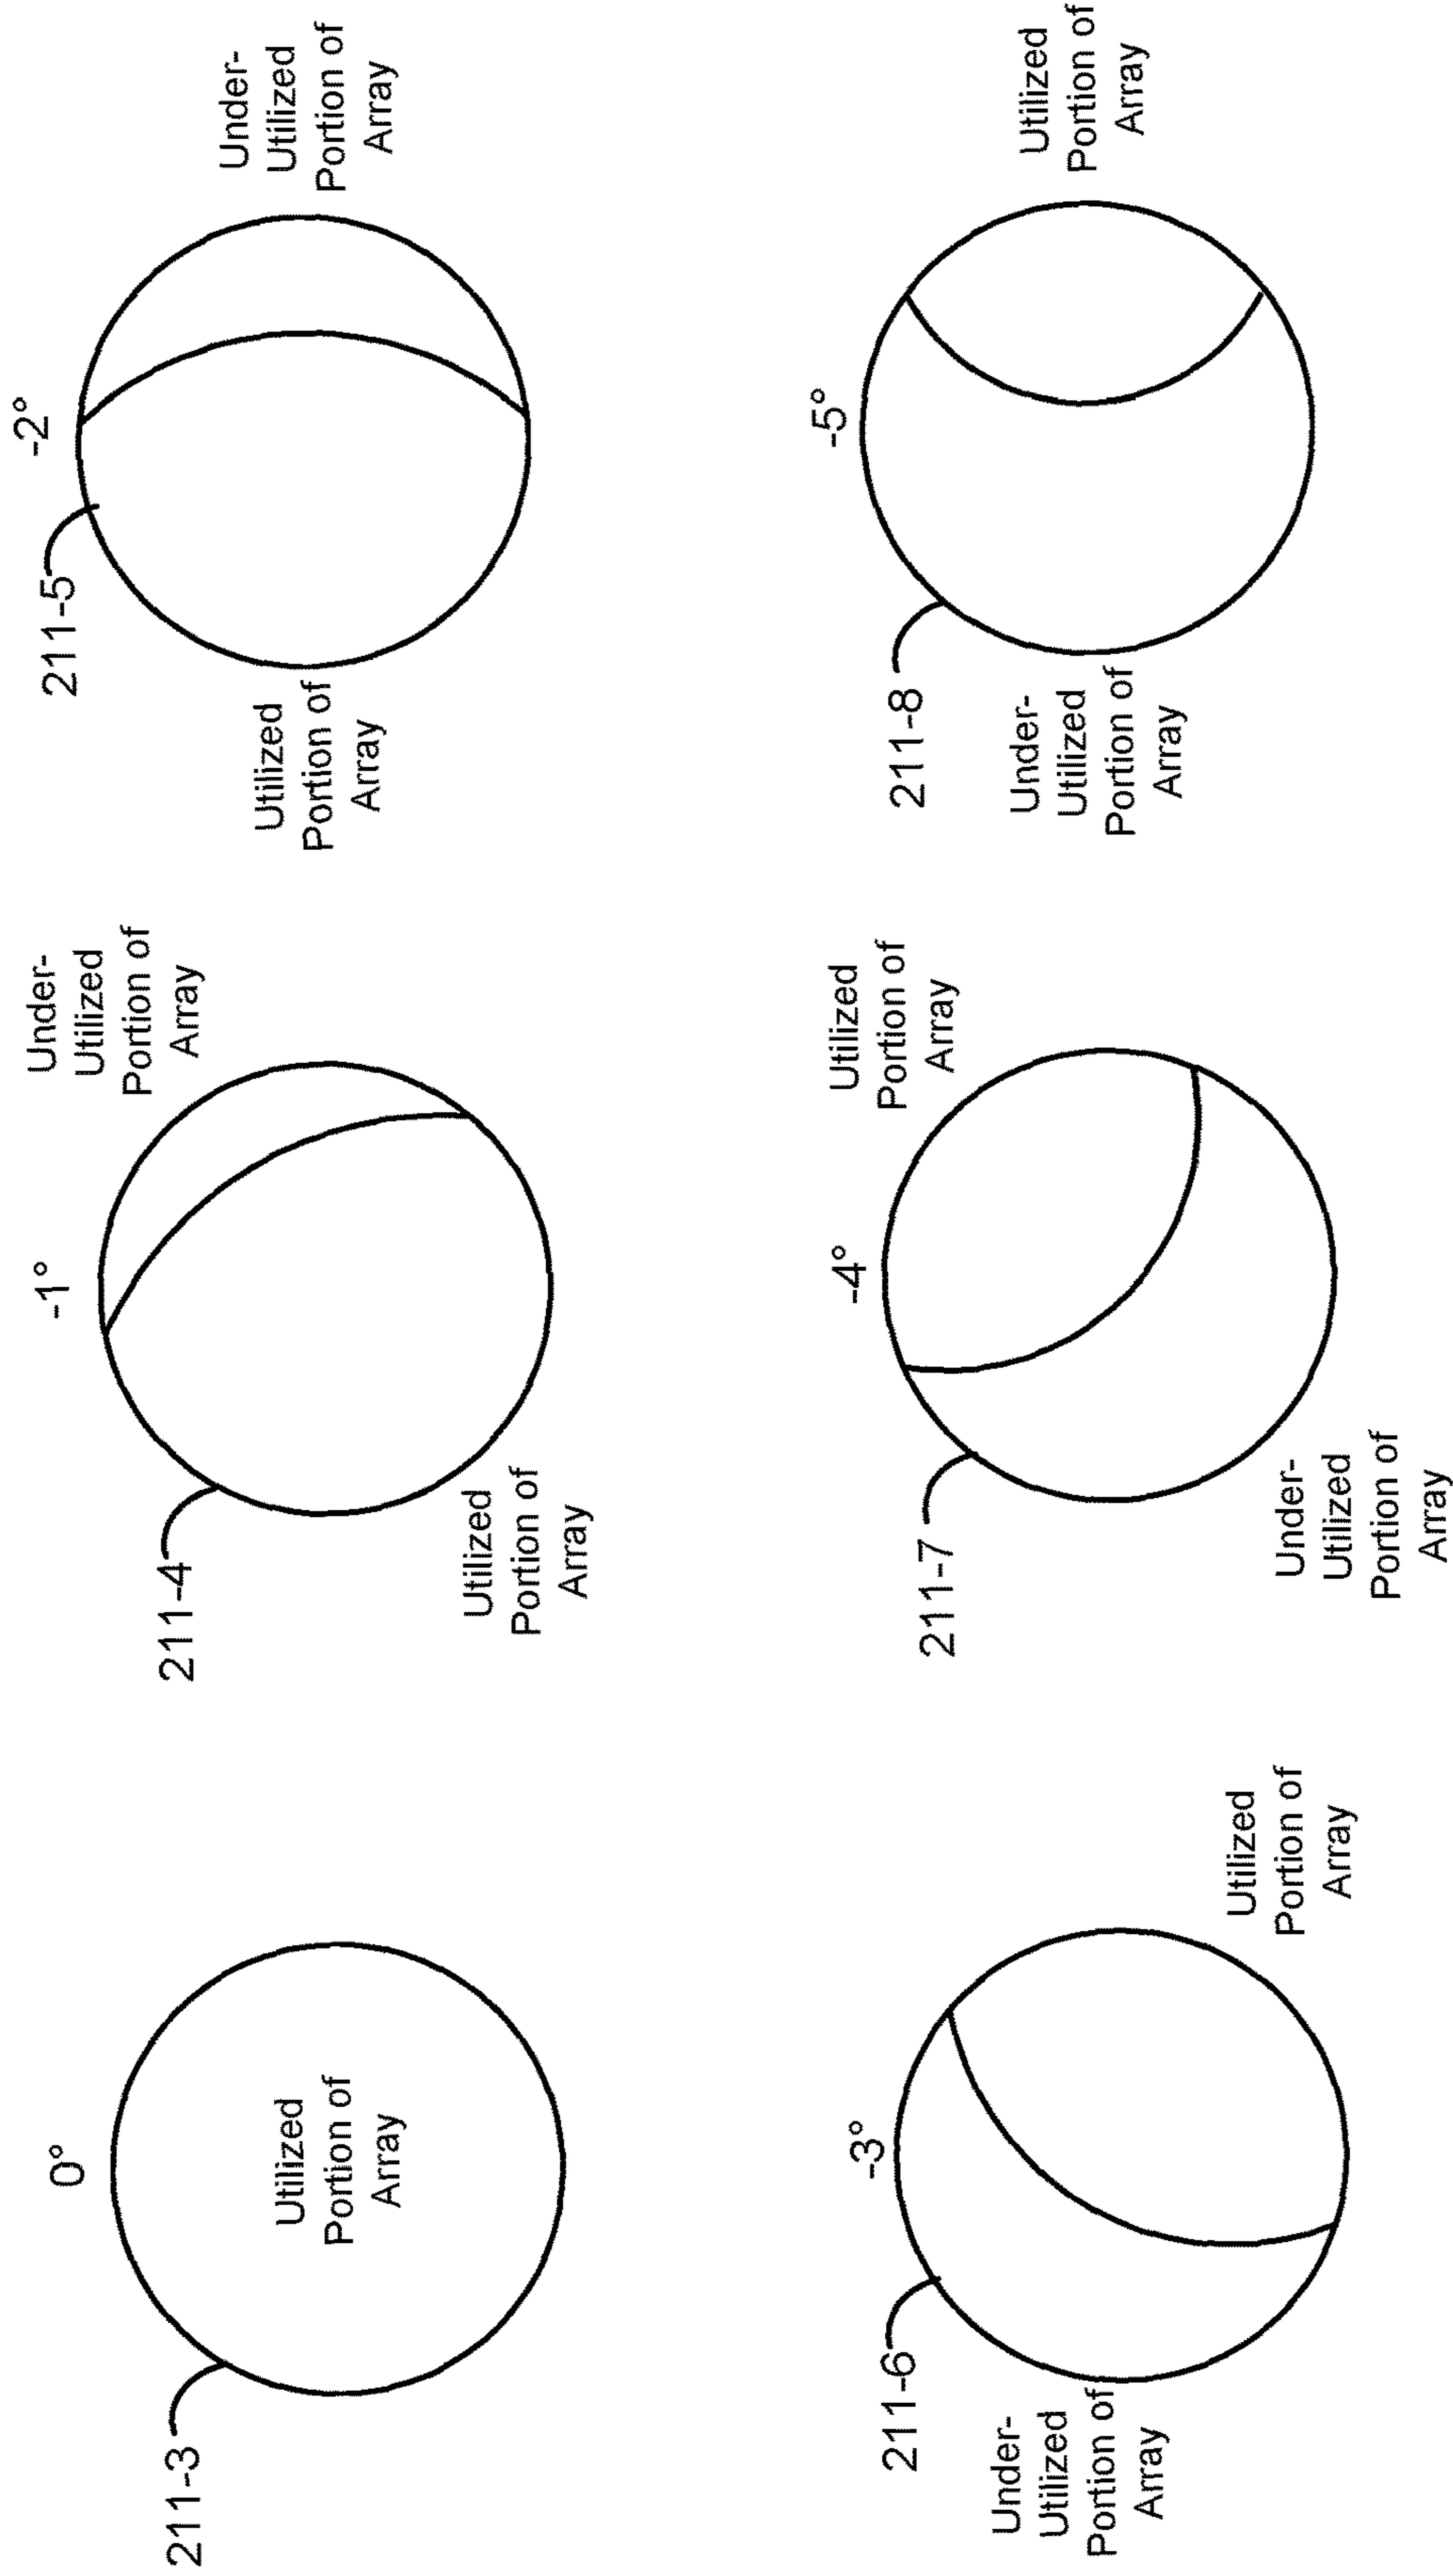 0°
211-3
Utilized
Portion of
Array
-1°
211-4
Under-
Utilized
Portion of
Array
Utilized
Portion of
Array
-2°
211-5
Under-
Utilized
Portion of
Array
Utilized
Portion of
Array
-3°
211-6
Under-
Utilized
Portion of
Array
Utilized
Portion of
Array
-4°
211-7
Utilized
Portion of
Array
Under-
Utilized
Portion of
Array
-5°
211-8
Under-
Utilized
Portion of
Array
Utilized
Portion of
Array